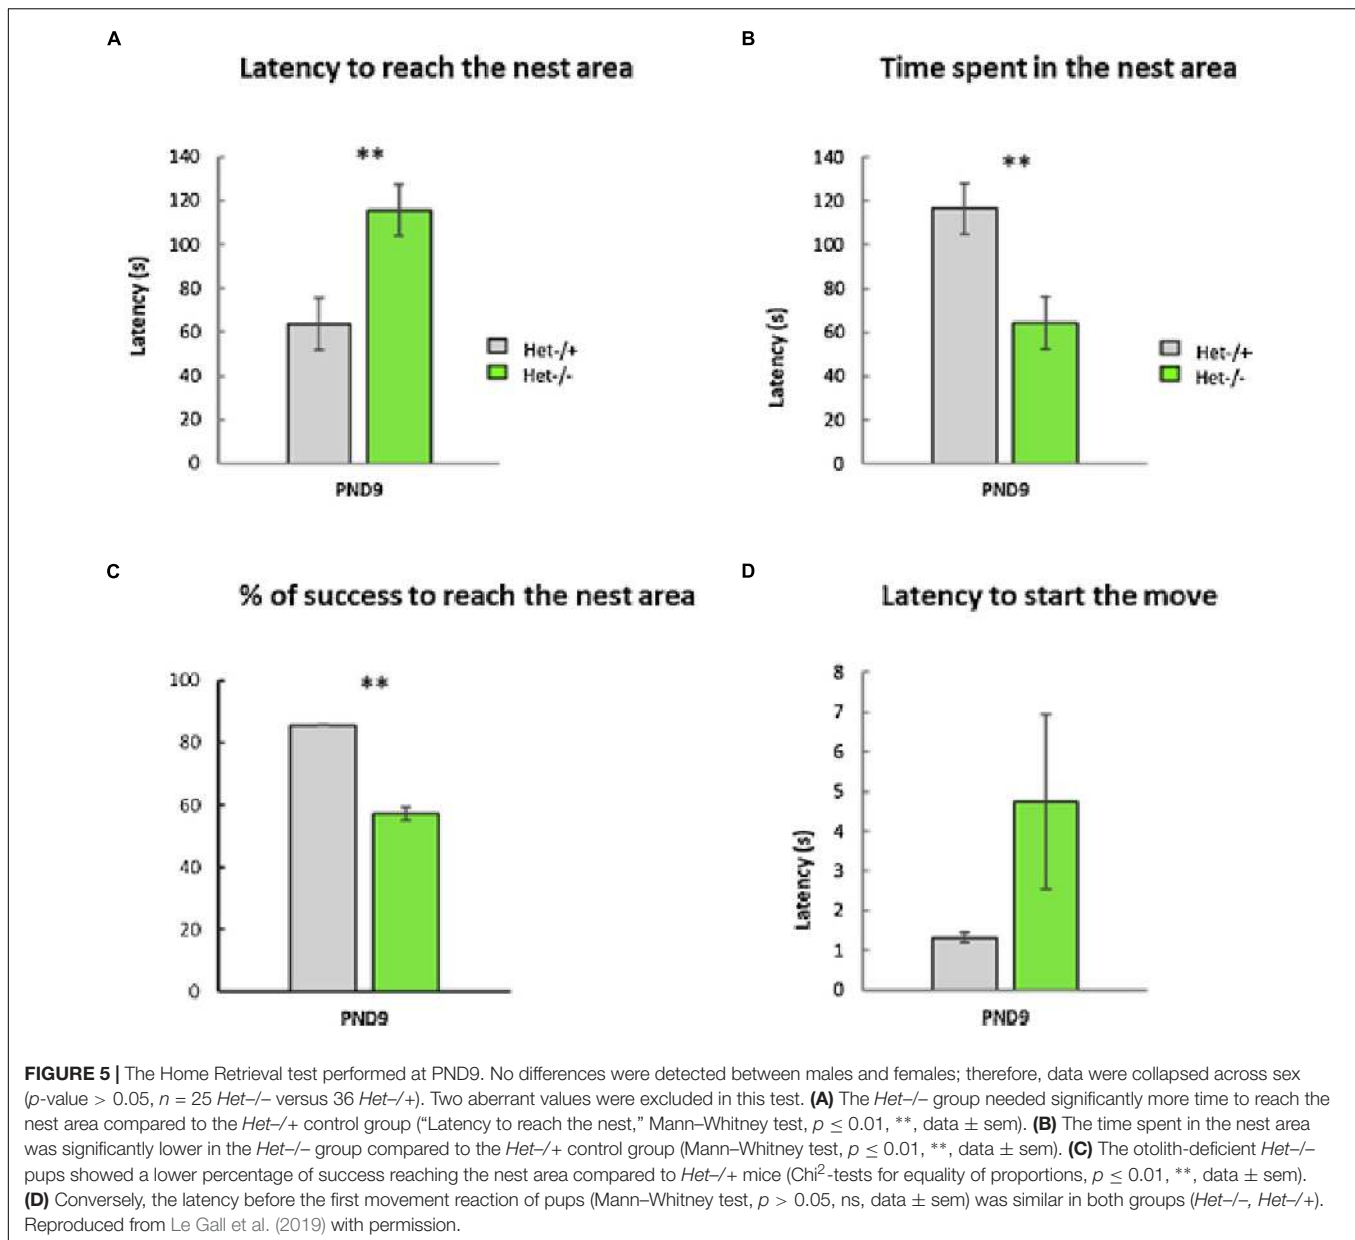 A
Latency to reach the nest area
**
140
120
100
80
60
40
20
0
Latency (s)
Het-/+
Het-/-
PND9
B
Time spent in the nest area
**
140
120
100
80
60
40
20
0
Latency (s)
Het-/+
Het-/-
PND9
C
% of success to reach the nest area
**
100
80
60
40
20
0
PND9
D
Latency to start the move
8
7
6
5
4
3
2
1
0
Latency (s)
PND9
FIGURE 5 | The Home Retrieval test performed at PND9. No differences were detected between males and females; therefore, data were collapsed across sex
(p-value > 0.05, n = 25 Het–/– versus 36 Het–/+). Two aberrant values were excluded in this test. (A) The Het–/– group needed significantly more time to reach the
nest area compared to the Het–/+ control group (“Latency to reach the nest,” Mann–Whitney test, p ≤ 0.01, **, data ± sem). (B) The time spent in the nest area
was significantly lower in the Het–/– group compared to the Het–/+ control group (Mann–Whitney test, p ≤ 0.01, **, data ± sem). (C) The otolith-deficient Het–/–
pups showed a lower percentage of success reaching the nest area compared to Het–/+ mice (Chi²-tests for equality of proportions, p ≤ 0.01, **, data ± sem).
(D) Conversely, the latency before the first movement reaction of pups (Mann–Whitney test, p > 0.05, ns, data ± sem) was similar in both groups (Het–/–, Het–/+).
Reproduced from Le Gall et al. (2019) with permission.